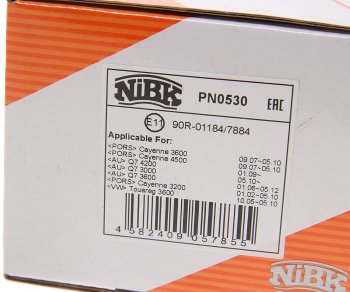 NiBK
PN0530
EAC
E11 90R-01184/7884
Applicable For:
<PORS> Cayenne 3600 09.07~05.10
<PORS> Cayenne 4500 09.07~05.10
<AU> Q7 4200 01.09~
<AU> Q7 3000 05.10~
<AU> Q7 3600 01.06~05.12
<PORS> Cayenne 3200 01.02~05.10
<VW> Touareg 3600 10.05~05.10
4 582409 057855
NiBK